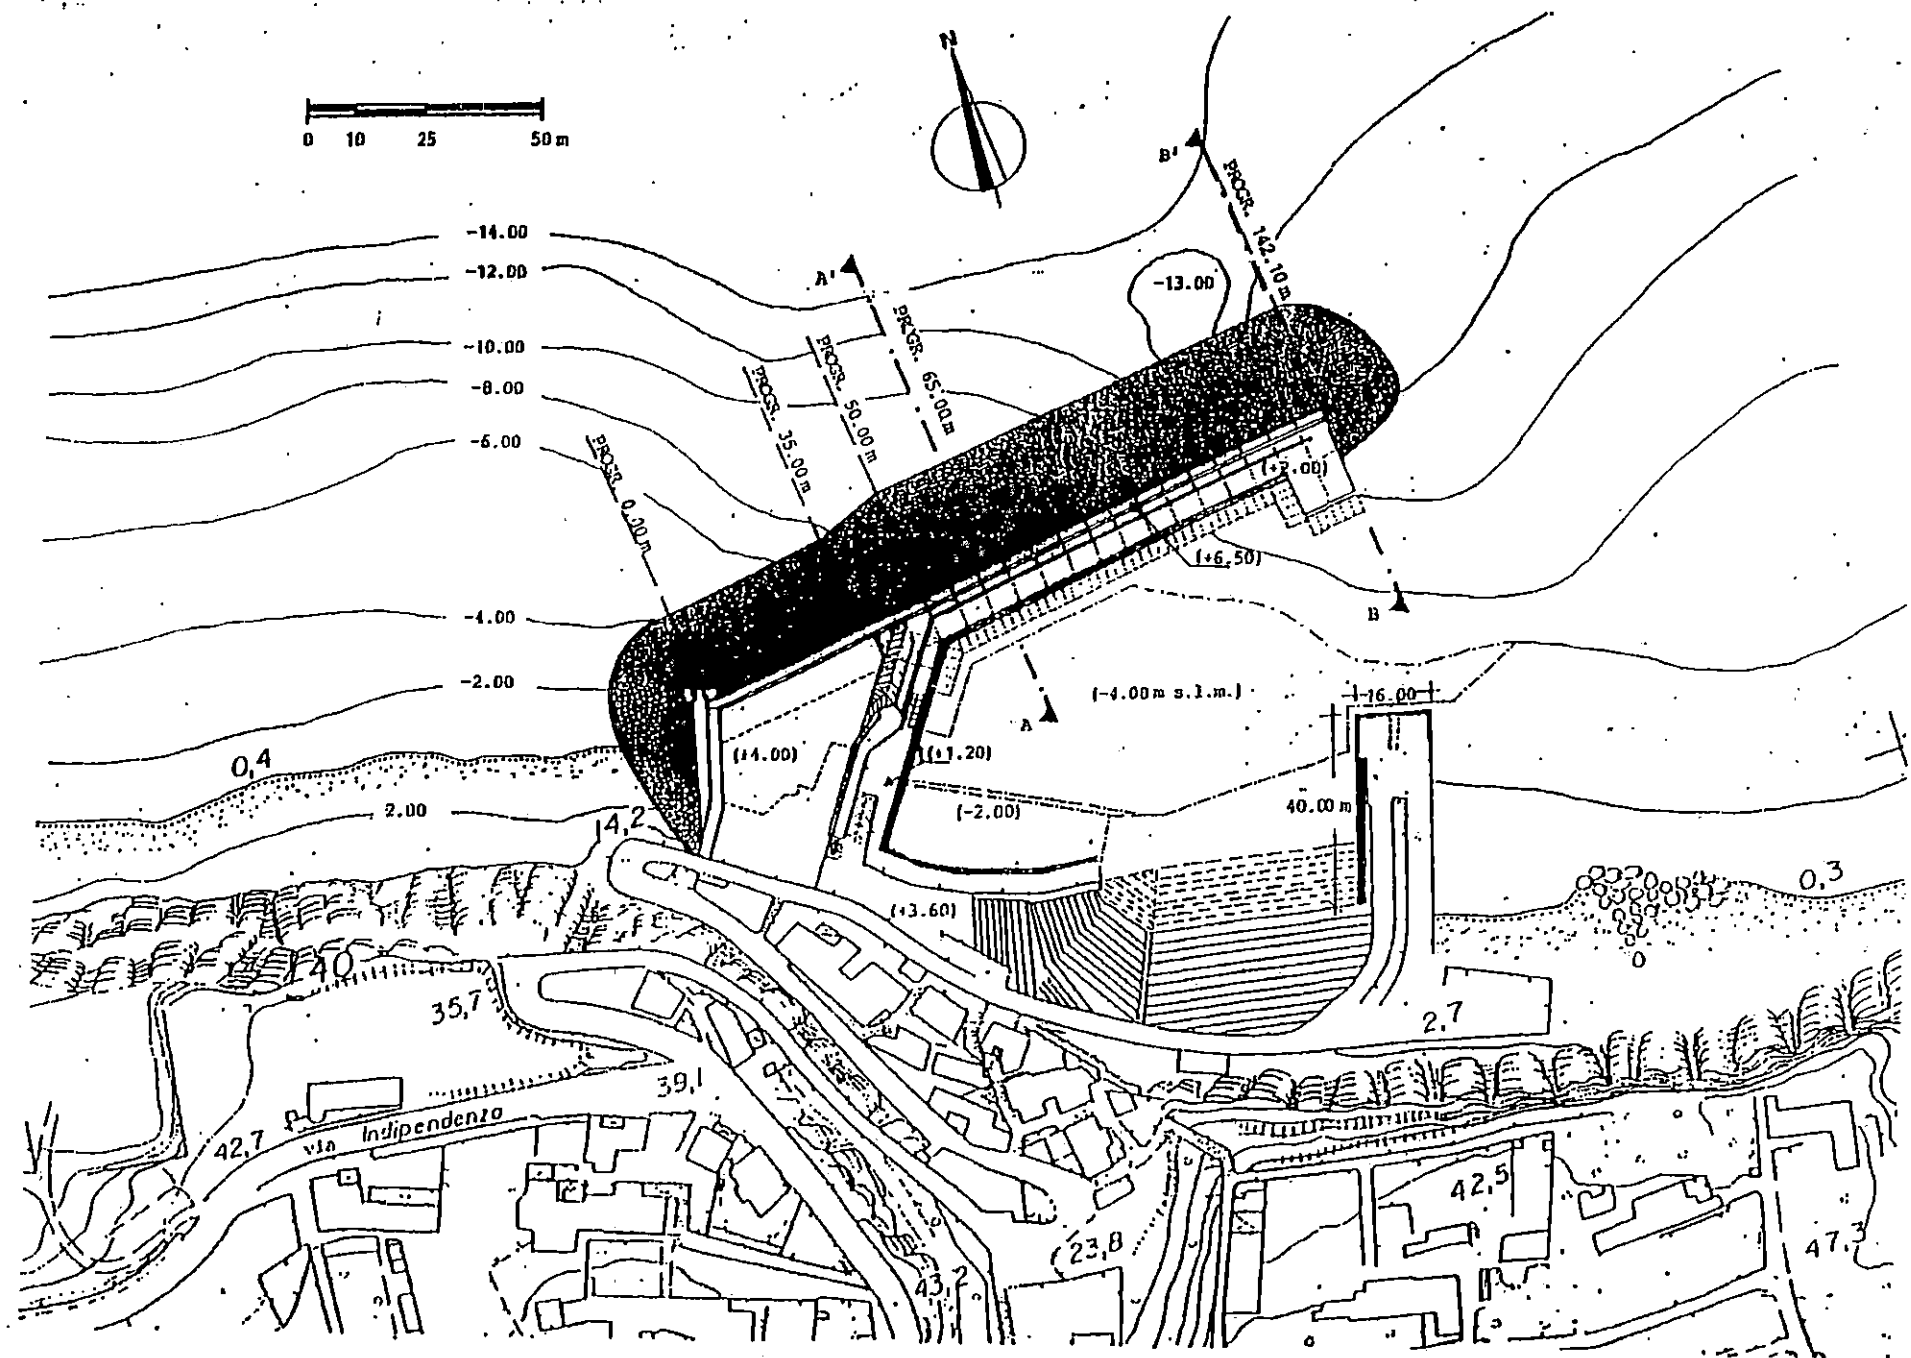 N
0 10 25 50 m
B'
PROGR. 142.10 m
-14.00
-12.00
A'
-13.00
PROGR. 65.00 m
-10.00
PROGR. 50.00 m
-8.00
PROGR. 35.00 m
-6.00
PROGR. 0.00 m
(+2.00)
(+6.50)
B
-4.00
-2.00
(-4.00 m s.l.m.)
16.00
A
(+4.00)
(+1.20)
0,4
40.00 m
2.00
(-2.00)
4,2
0,3
(+3.60)
40
35,7
2,7
39,1
via Indipendenza
42,7
42,5
23,8
47,3
43,2